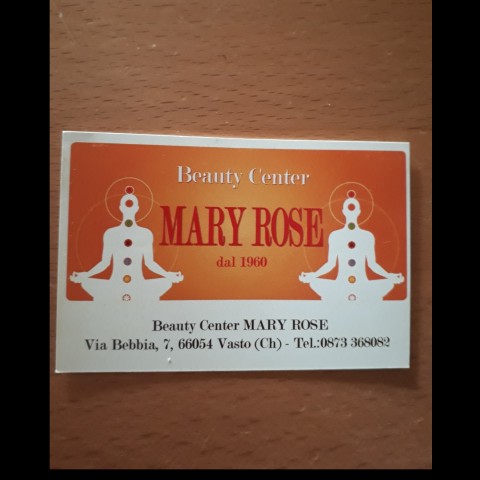 Beauty Center
MARY ROSE
dal 1960
Beauty Center MARY ROSE
Via Bebbia, 7, 66054 Vasto (Ch) - Tel.:0873 368082